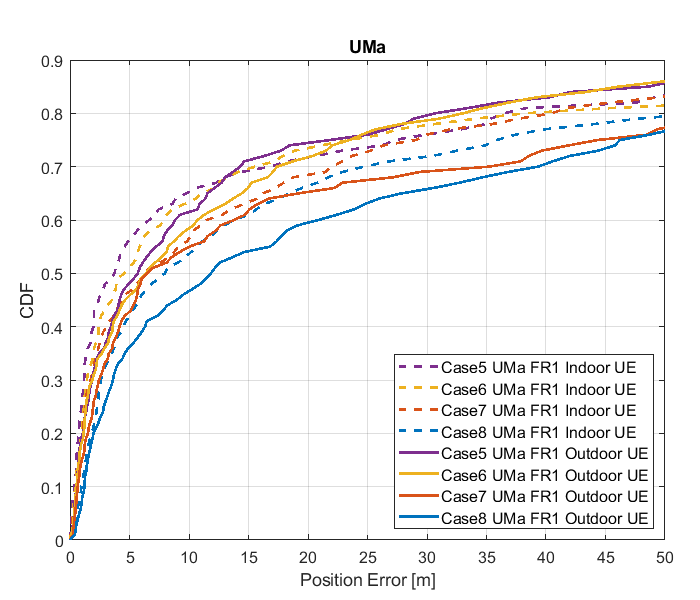 UMa
0.9
0.8
0.7
0.6
0.5
0.4
0.3
0.2
0.1
0
CDF
Case5 UMa FR1 Indoor UE
Case6 UMa FR1 Indoor UE
Case7 UMa FR1 Indoor UE
Case8 UMa FR1 Indoor UE
Case5 UMa FR1 Outdoor UE
Case6 UMa FR1 Outdoor UE
Case7 UMa FR1 Outdoor UE
Case8 UMa FR1 Outdoor UE
0 5 10 15 20 25 30 35 40 45 50
Position Error [m]